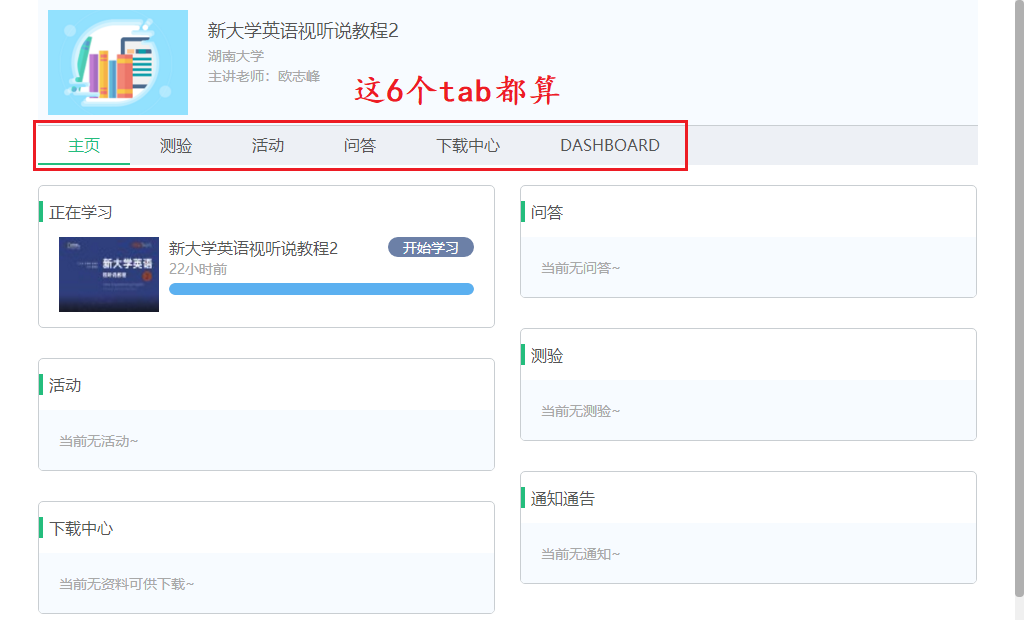 新大学英语视听说教程2
湖南大学
主讲老师：欧志峰
这6个tab都算
主页 测验 活动 问答 下载中心 DASHBOARD
正在学习
新大学英语
新大学英语视听说教程2
开始学习
22小时前
活动
当前无活动~
下载中心
当前无资料可供下载~
问答
当前无问答~
测验
当前无测验~
通知通告
当前无通知~